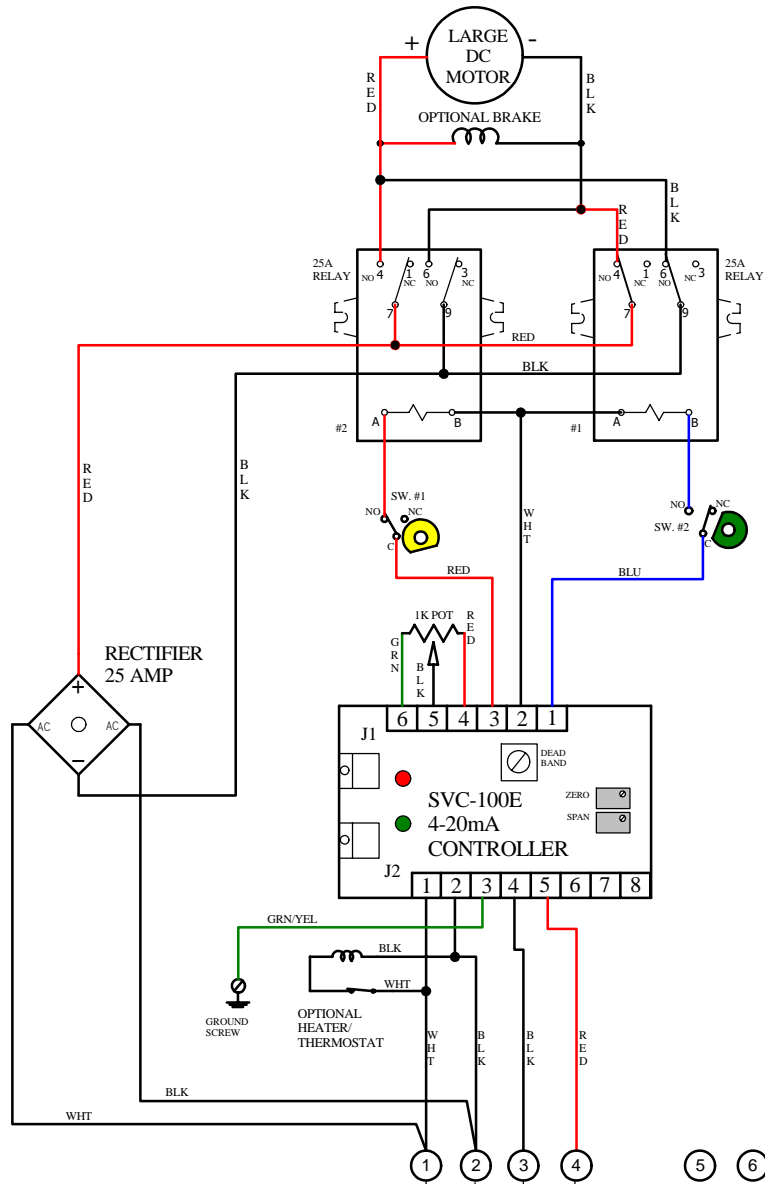 +
LARGE
DC
MOTOR
-
RED
BLK
OPTIONAL BRAKE
BLK
RED
25A
RELAY
NO 4 1 NC 6 NO 3 NC
7 9
NO 4 1 NC 6 NO 3 NC
7 9
25A
RELAY
RED
BLK
A B
#2
A B
#1
RED
BLK
WHT
SW. #1
NO NC
C
NO NC
SW. #2
C
RED
BLU
1K POT
GRN
BLK
RED
RECTIFIER
25 AMP
+
AC AC
−
6 5 4 3 2 1
J1
DEAD
BAND
SVC-100E
4-20mA
CONTROLLER
ZERO
SPAN
J2
1 2 3 4 5 6 7 8
GRN/YEL
BLK
WHT
GROUND
SCREW
OPTIONAL
HEATER/
THERMOSTAT
WHT
BLK
BLK
RED
BLK
WHT
1 2 3 4 5 6